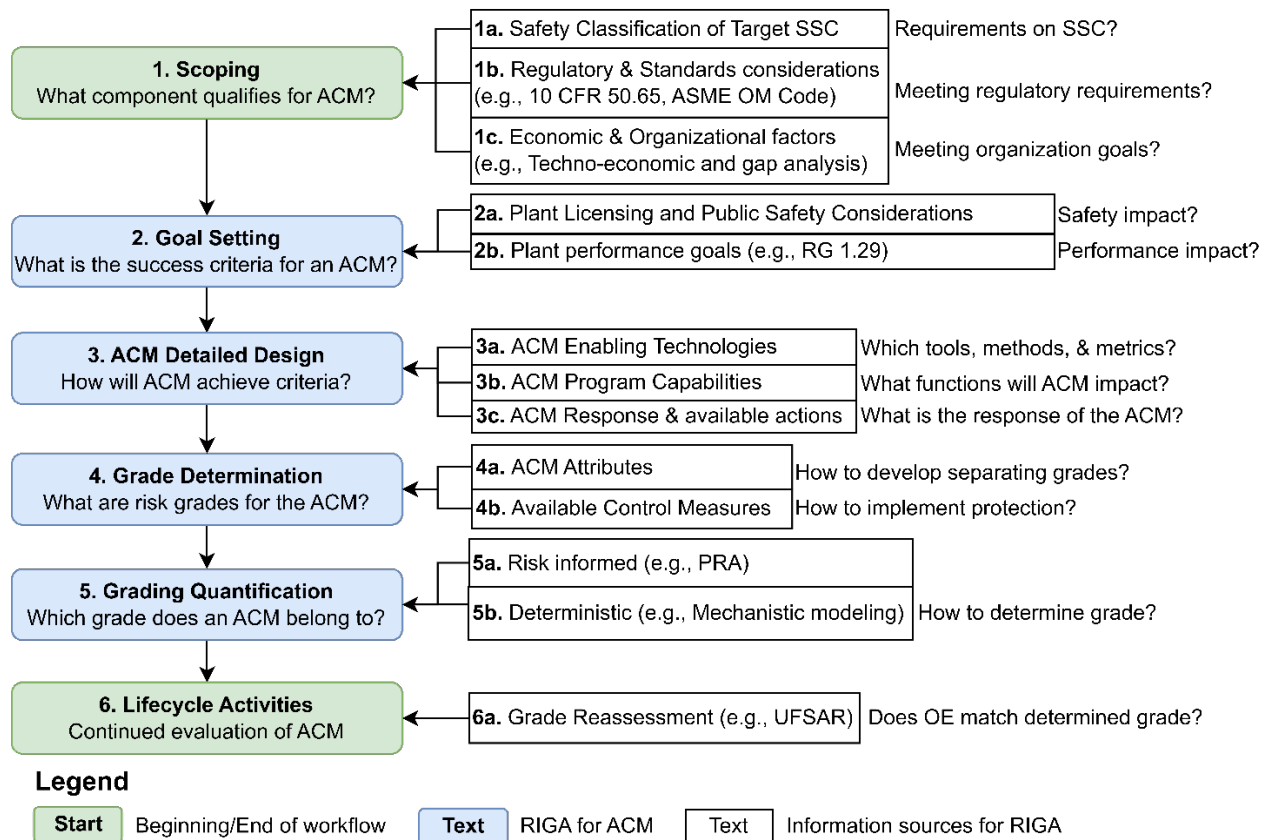 1. Scoping
What component qualifies for ACM?
1a. Safety Classification of Target SSC
Requirements on SSC?
1b. Regulatory & Standards considerations
(e.g., 10 CFR 50.65, ASME OM Code)
Meeting regulatory requirements?
1c. Economic & Organizational factors
(e.g., Techno-economic and gap analysis)
Meeting organization goals?
2. Goal Setting
What is the success criteria for an ACM?
2a. Plant Licensing and Public Safety Considerations
Safety impact?
2b. Plant performance goals (e.g., RG 1.29)
Performance impact?
3. ACM Detailed Design
How will ACM achieve criteria?
3a. ACM Enabling Technologies
Which tools, methods, & metrics?
3b. ACM Program Capabilities
What functions will ACM impact?
3c. ACM Response & available actions
What is the response of the ACM?
4. Grade Determination
What are risk grades for the ACM?
4a. ACM Attributes
How to develop separating grades?
4b. Available Control Measures
How to implement protection?
5. Grading Quantification
Which grade does an ACM belong to?
5a. Risk informed (e.g., PRA)
5b. Deterministic (e.g., Mechanistic modeling)
How to determine grade?
6. Lifecycle Activities
Continued evaluation of ACM
6a. Grade Reassessment (e.g., UFSAR)
Does OE match determined grade?
Legend
Start
Beginning/End of workflow
Text
RIGA for ACM
Text
Information sources for RIGA